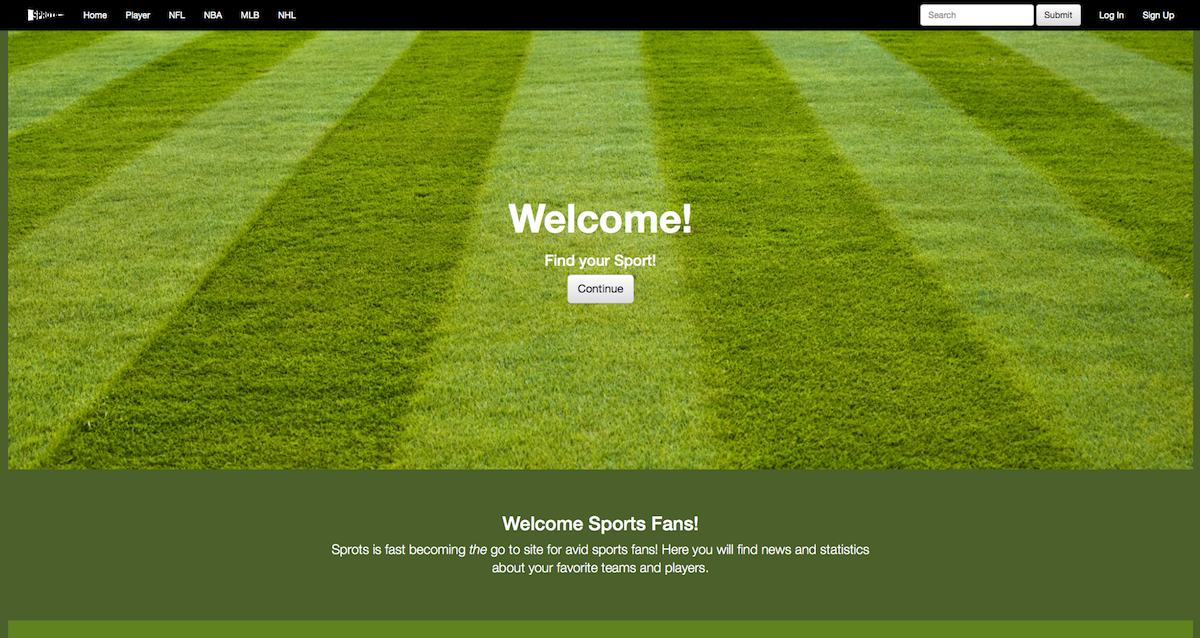 SPROTS Home Player NFL NBA MLB NHL Search Submit Log In Sign Up
Welcome!
Find your Sport!
Continue
Welcome Sports Fans!
Sprots is fast becoming the go to site for avid sports fans! Here you will find news and statistics
about your favorite teams and players.